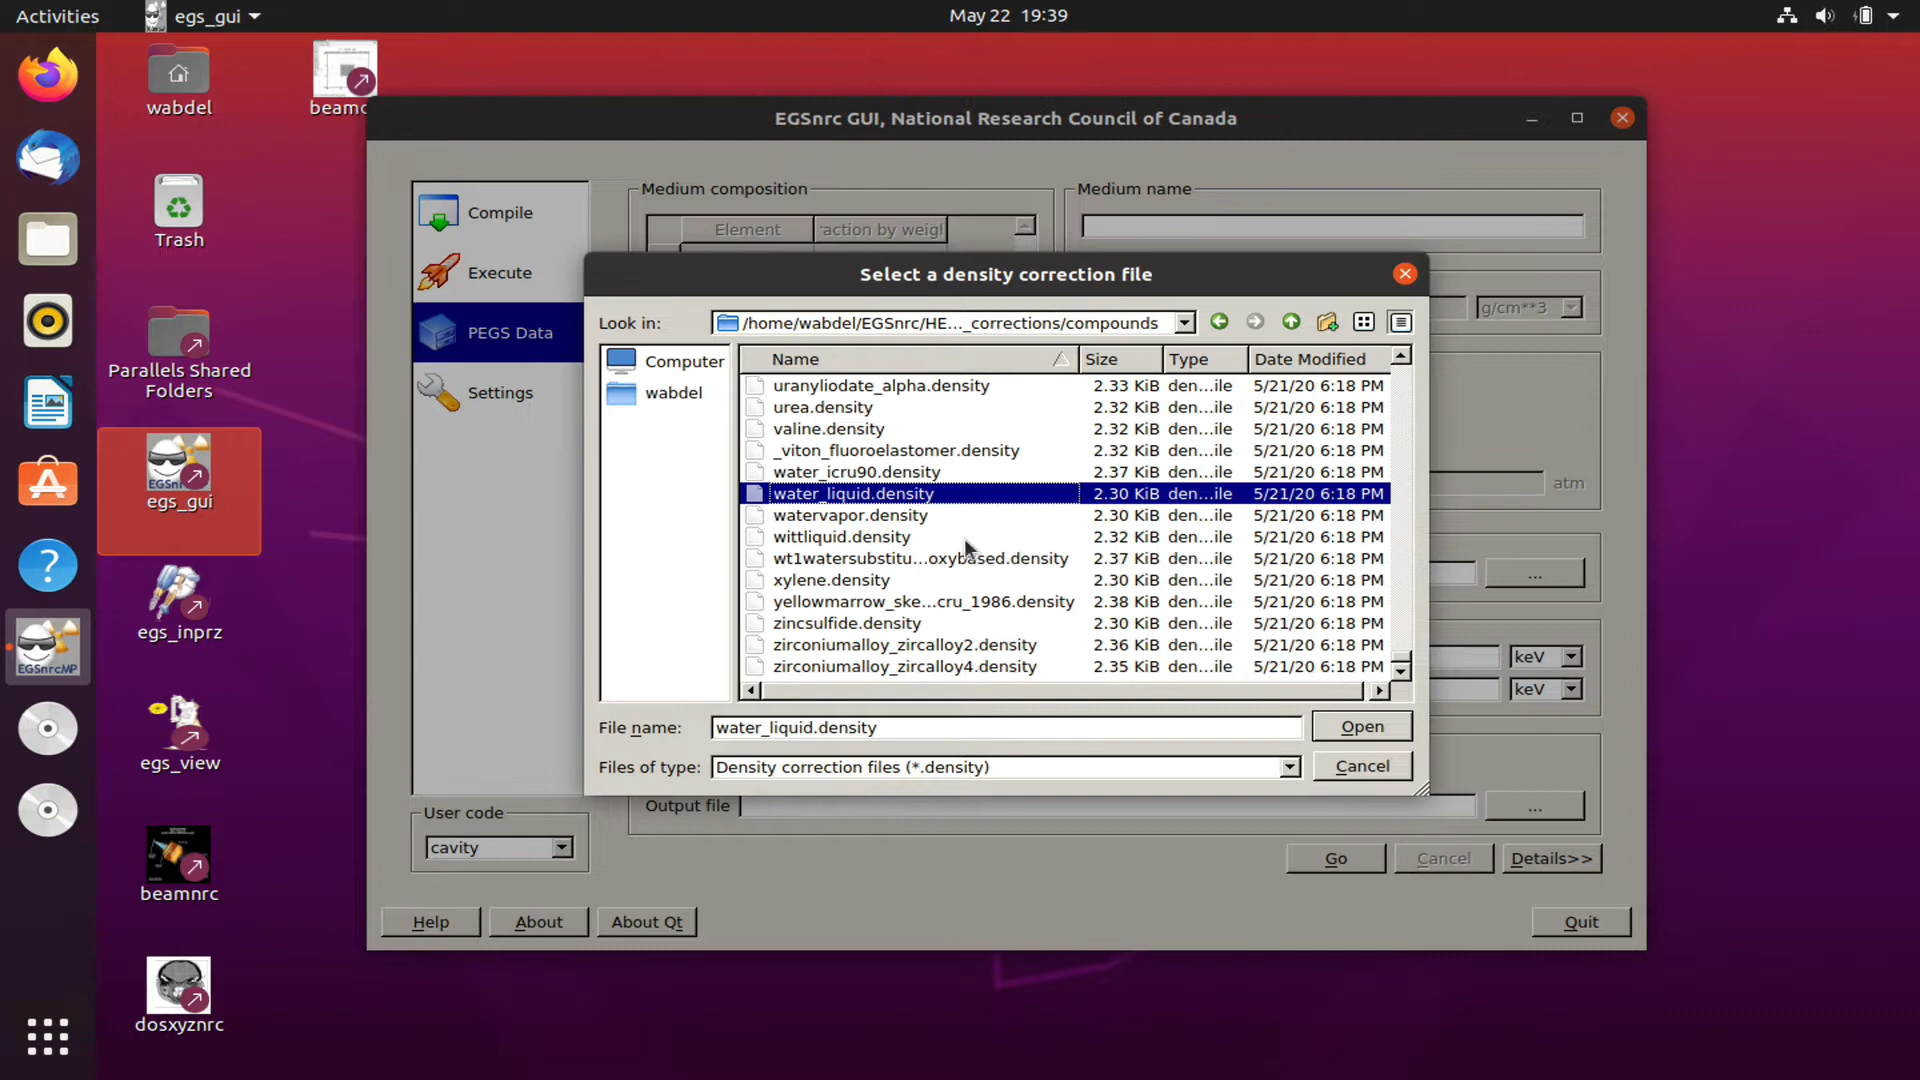 Activities
egs_gui
May 22 19:39
wabdel
Trash
Parallels Shared
Folders
EGSnrc
egs_gui
egs_inprz
egs_view
beamnrc
dosxyznrc
EGSnrcMP
EGSnrc GUI, National Research Council of Canada
Compile
Execute
PEGS Data
Settings
Medium composition
Element
Medium name
g/cm**3
atm
...
keV
keV
Select a density correction file
Look in:
/home/wabdel/EGSnrc/HE..._corrections/compounds
Computer
wabdel
Name Size Type Date Modified
uranyliodate_alpha.density 2.33 KiB den...ile 5/21/20 6:18 PM
urea.density 2.32 KiB den...ile 5/21/20 6:18 PM
valine.density 2.32 KiB den...ile 5/21/20 6:18 PM
_viton_fluoroelastomer.density 2.32 KiB den...ile 5/21/20 6:18 PM
water_icru90.density 2.37 KiB den...ile 5/21/20 6:18 PM
water_liquid.density 2.30 KiB den...ile 5/21/20 6:18 PM
watervapor.density 2.30 KiB den...ile 5/21/20 6:18 PM
wittliquid.density 2.32 KiB den...ile 5/21/20 6:18 PM
wt1watersubstitu...oxybased.density 2.37 KiB den...ile 5/21/20 6:18 PM
xylene.density 2.30 KiB den...ile 5/21/20 6:18 PM
yellowmarrow_ske...cru_1986.density 2.38 KiB den...ile 5/21/20 6:18 PM
zincsulfide.density 2.30 KiB den...ile 5/21/20 6:18 PM
zirconiumalloy_zircalloy2.density 2.36 KiB den...ile 5/21/20 6:18 PM
zirconiumalloy_zircalloy4.density 2.35 KiB den...ile 5/21/20 6:18 PM
File name: water_liquid.density Open
Files of type: Density correction files (*.density) Cancel
Output file ...
User code
cavity
Go Cancel Details>>
Help About About Qt Quit